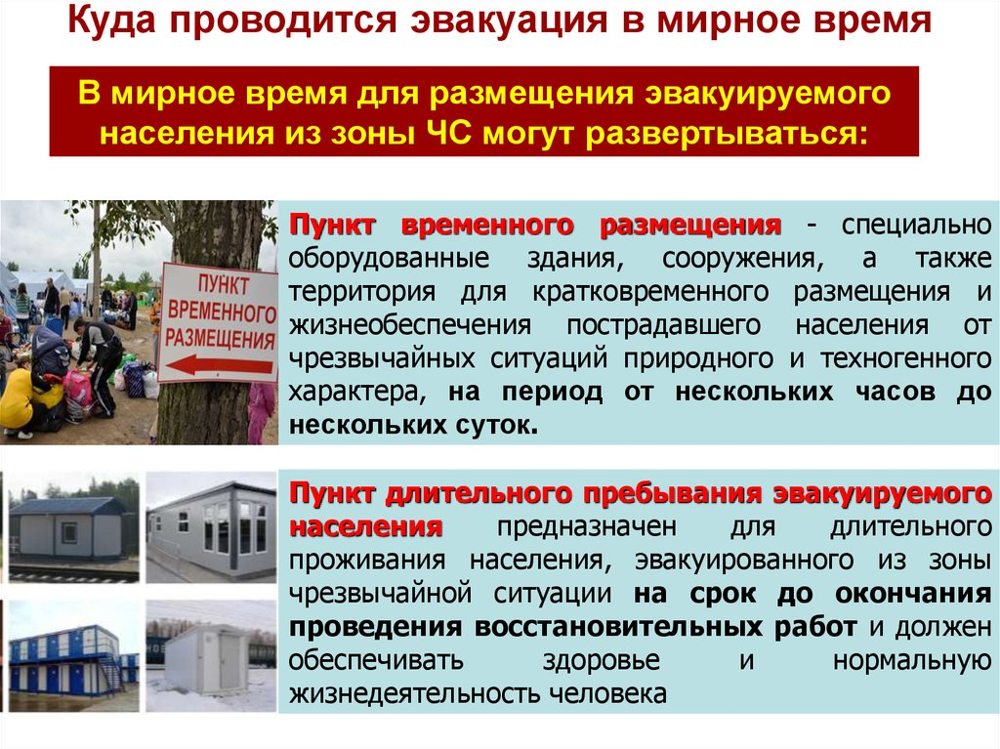 Куда проводится эвакуация в мирное время
В мирное время для размещения эвакуируемого
населения из зоны ЧС могут развертываться:
ПУНКТ
ВРЕМЕННОГО
РАЗМЕЩЕНИЯ
Пункт временного размещения - специально
оборудованные здания, сооружения, а также
территория для кратковременного размещения и
жизнеобеспечения пострадавшего населения от
чрезвычайных ситуаций природного и техногенного
характера, на период от нескольких часов до
нескольких суток.
Пункт длительного пребывания эвакуируемого
населения предназначен для длительного
проживания населения, эвакуированного из зоны
чрезвычайной ситуации на срок до окончания
проведения восстановительных работ и должен
обеспечивать здоровье и нормальную
жизнедеятельность человека